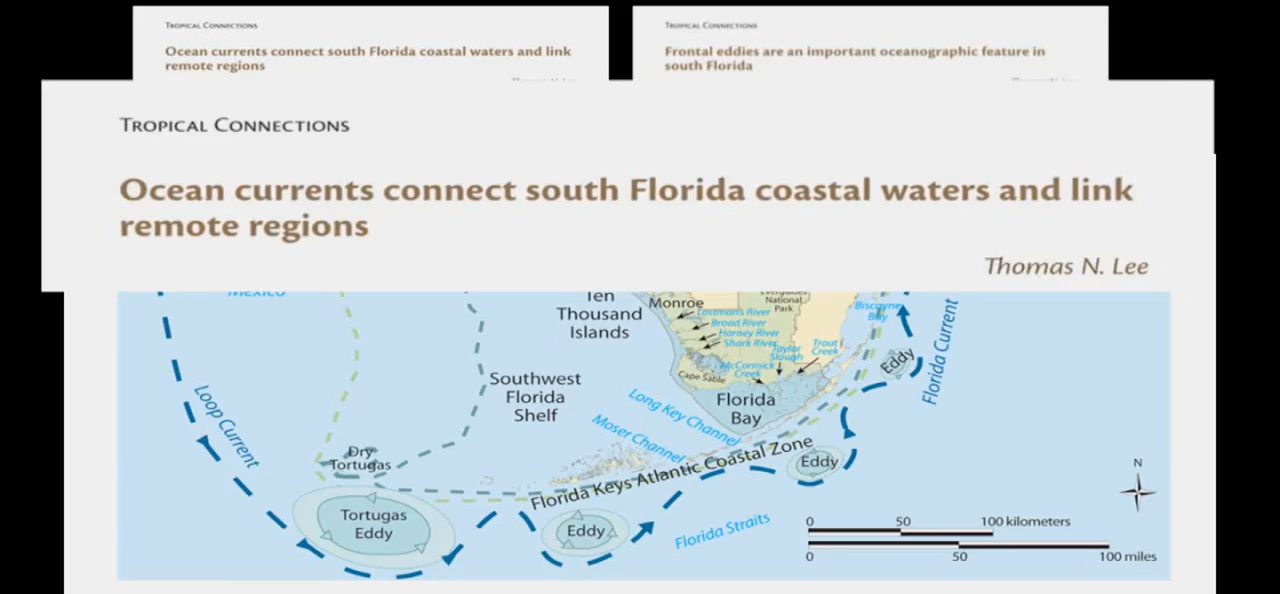 TROPICAL CONNECTIONS
Ocean currents connect south Florida coastal waters and link
remote regions
TROPICAL CONNECTIONS
Frontal eddies are an important oceanographic feature in
south Florida
TROPICAL CONNECTIONS
Ocean currents connect south Florida coastal waters and link
remote regions
Thomas N. Lee
Mexico
Ten
Thousand
Islands
Monroe
Everglades
National
Park
Biscayne
Bay
Lostmans River
Broad River
Harney River
Shark River
Taylor
Slough
Trout
Creek
McCormick
Creek
Cape Sable
Florida
Bay
Eddy
Florida Current
Southwest
Florida
Shelf
Loop Current
Long Key Channel
Moser Channel
Dry
Tortugas
Florida Keys Atlantic Coastal Zone
Eddy
Tortugas
Eddy
Eddy
Florida Straits
N
0 50 100 kilometers
0 50 100 miles